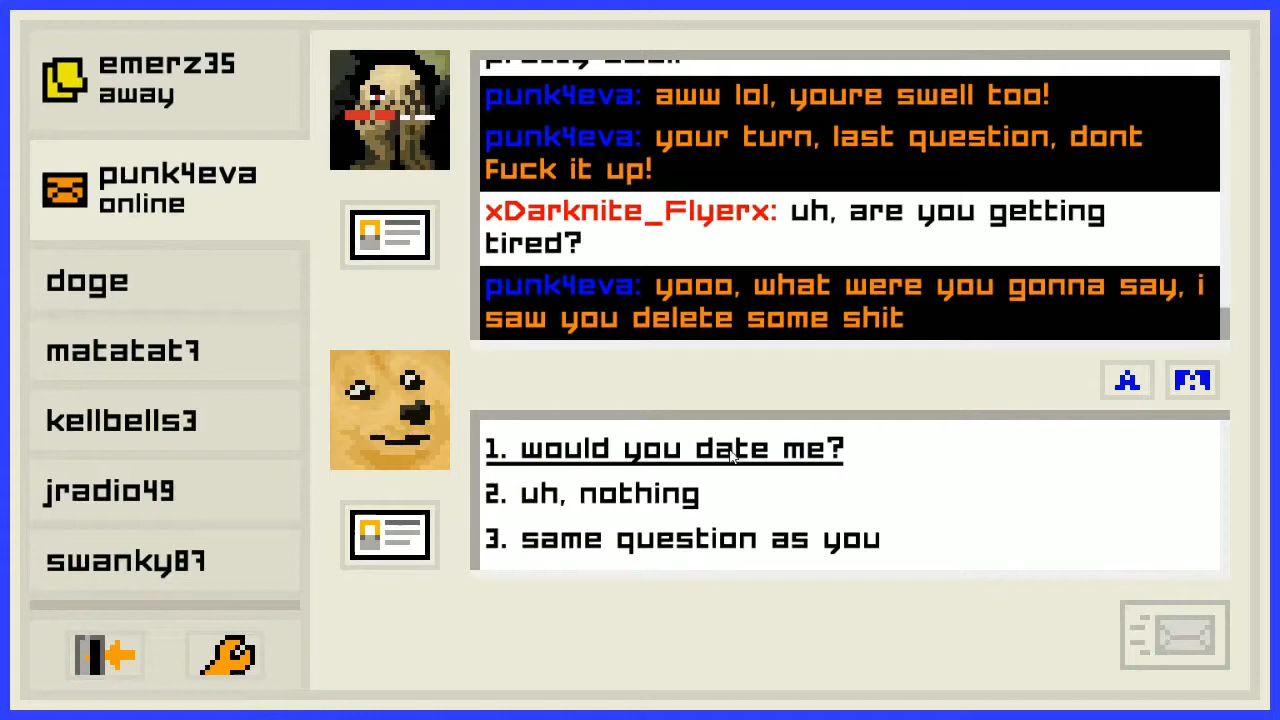 emerz35
away
punk4eva
online
doge
matatat7
kellbells3
jradio49
swanky87
punk4eva: aww lol, youre swell too!
punk4eva: your turn, last question, dont
Fuck it up!
xDarknite_Flyerx: uh, are you getting
tired?
punk4eva: yooo, what were you gonna say, i
saw you delete some shit
A
1. would you date me?
2. uh, nothing
3. same question as you